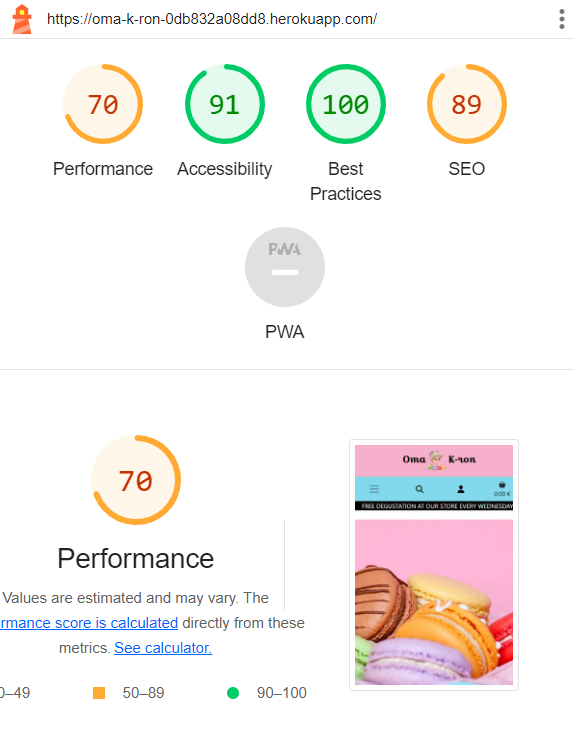 https://oma-k-ron-0db832a08dd8.herokuapp.com/
70
91
100
89
Performance
Accessibility
Best
Practices
SEO
PWA
PWA
70
Performance
Values are estimated and may vary. The
rmance score is calculated directly from these
metrics. See calculator.
0–49
50–89
90–100
Oma K-ron
0.00 €
FREE DEGUSTATION AT OUR STORE EVERY WEDNESDAY